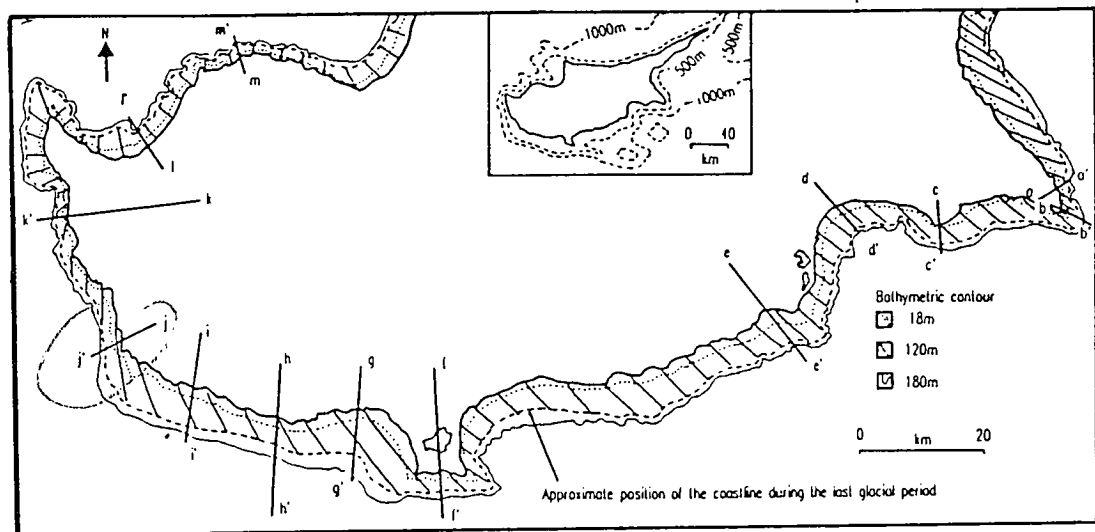 N
m'
m
l'
l
k'
k
j
j'
i
i'
h
h'
g
g'
f
f'
e
e'
d
d'
c
c'
a
a'
b
b'
1000m
500m
500m
1000m
0 40
km
Bathymetric contour
18m
120m
180m
0 20
km
Approximate position of the coastline during the last glacial period